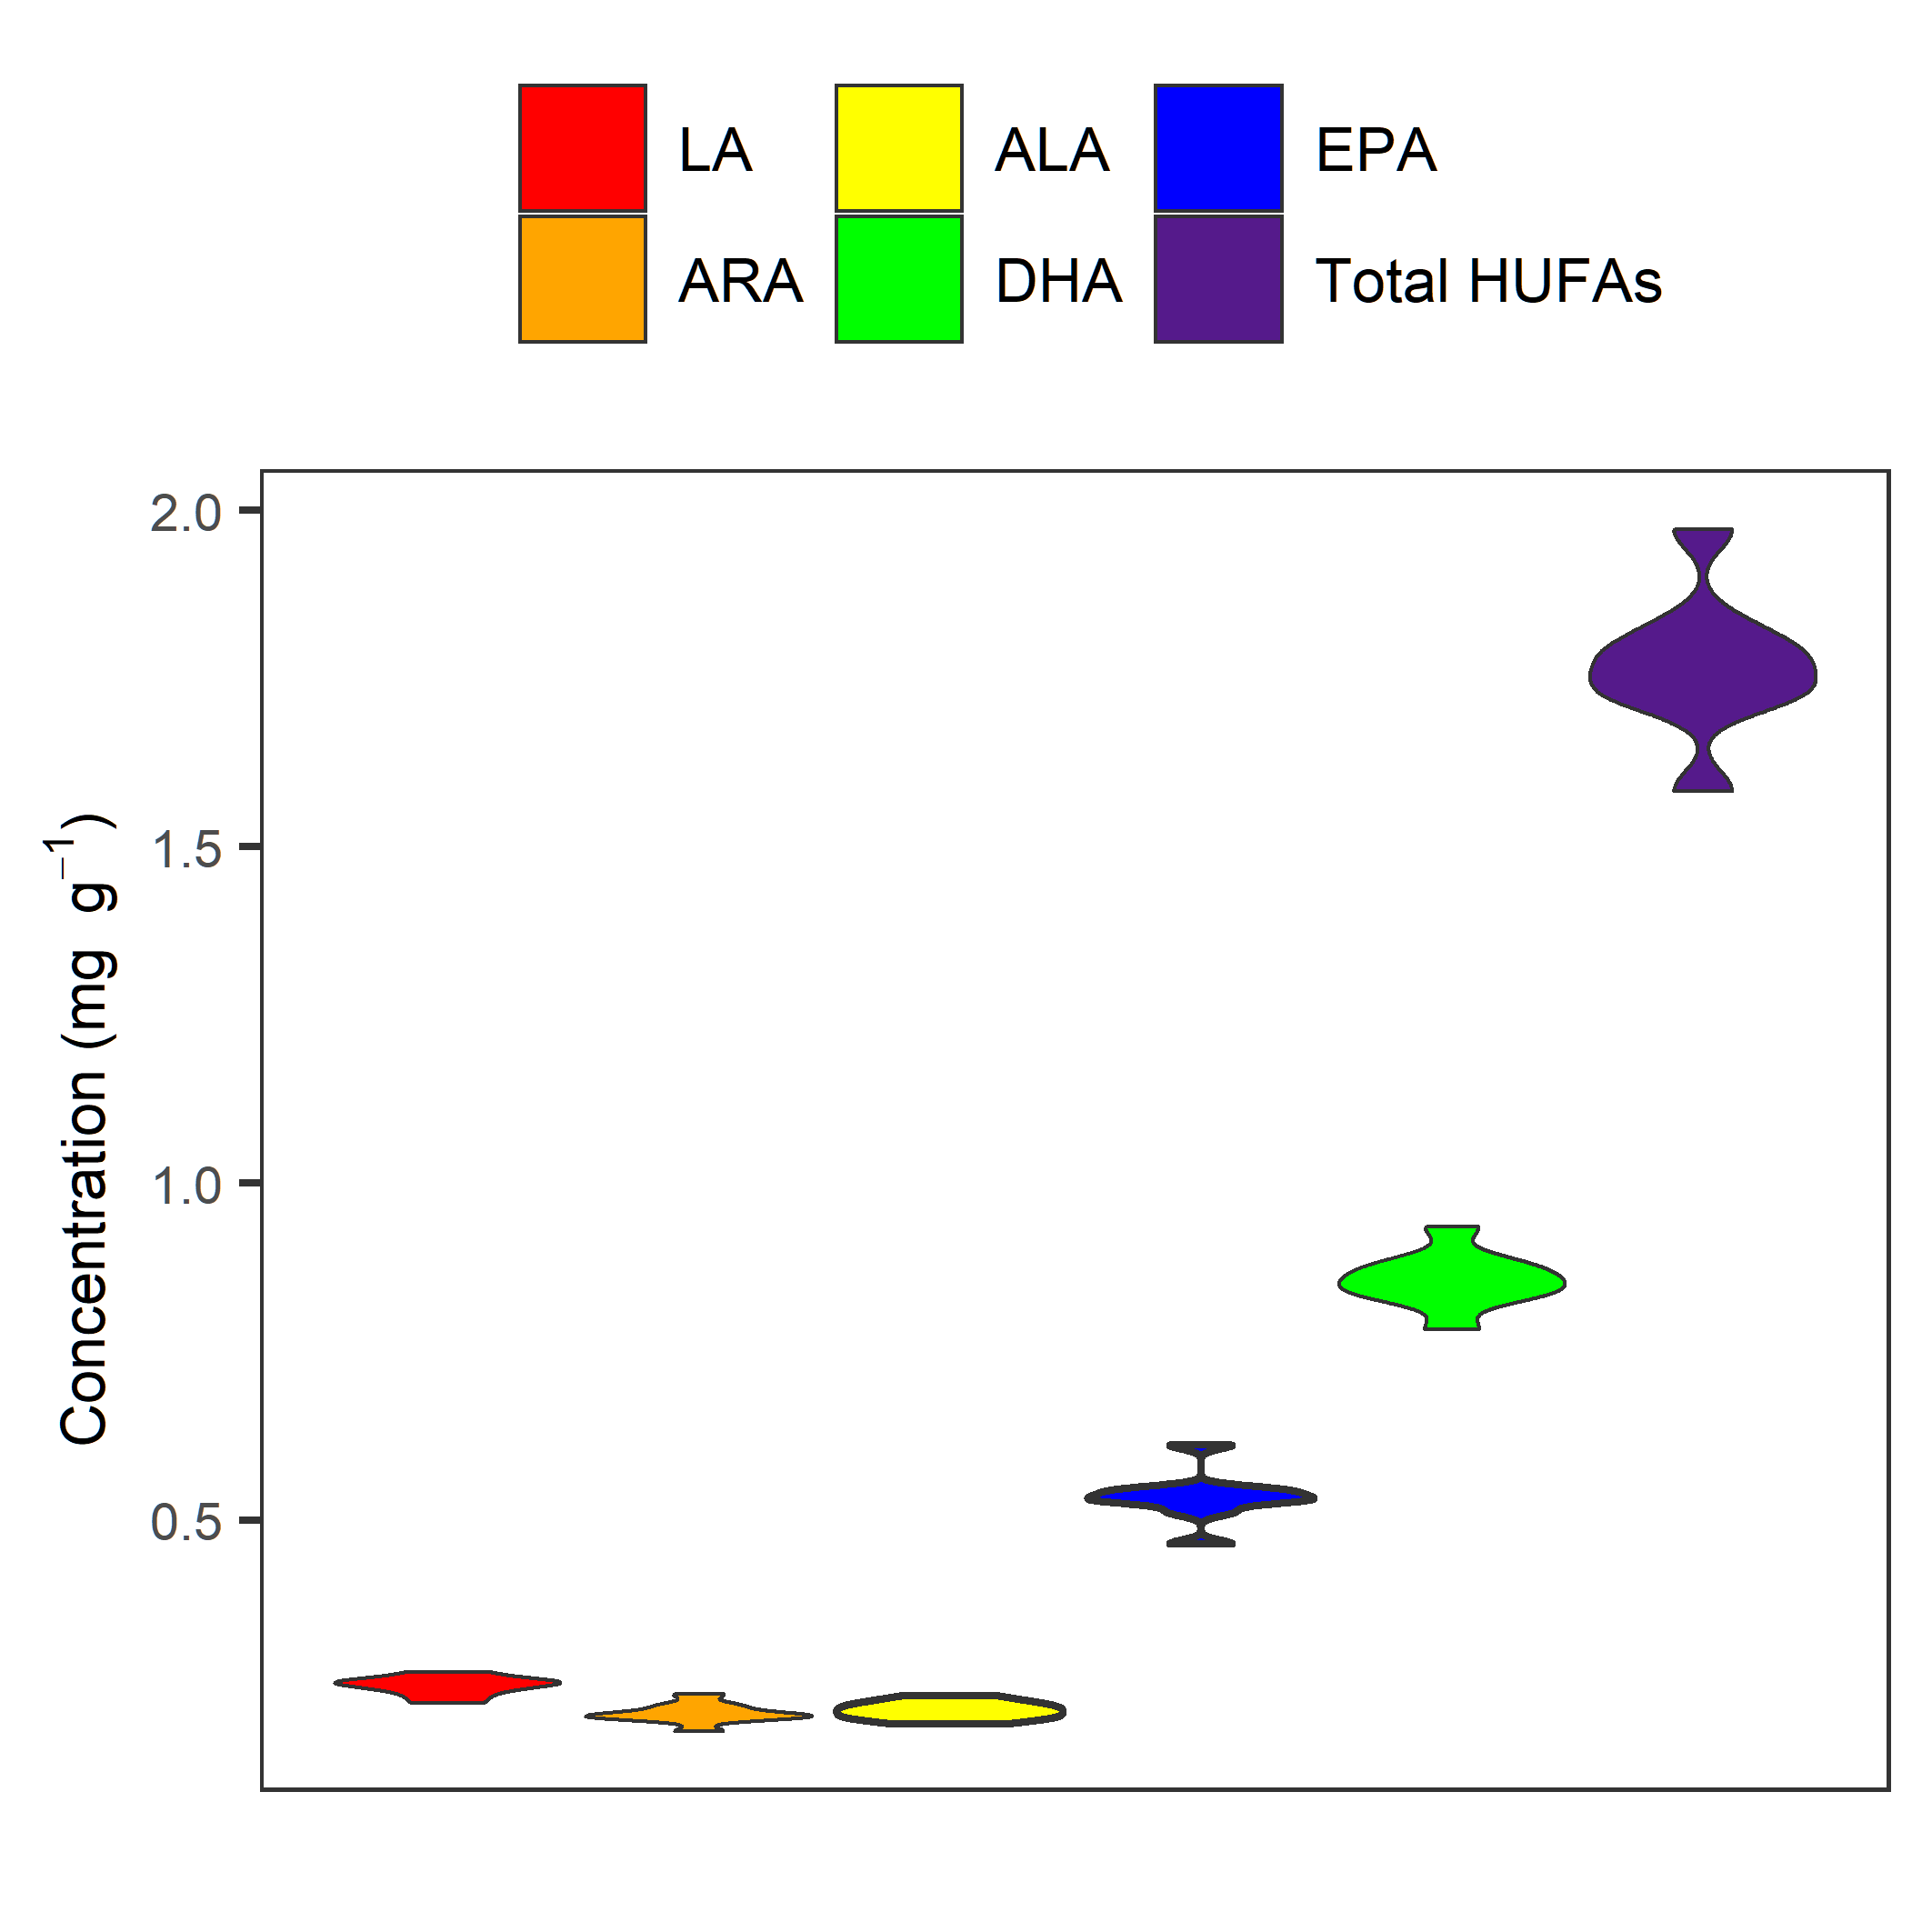 LA ALA EPA
ARA DHA Total HUFAs
2.0
1.5
1.0
0.5
Concentration (mg g⁻¹)